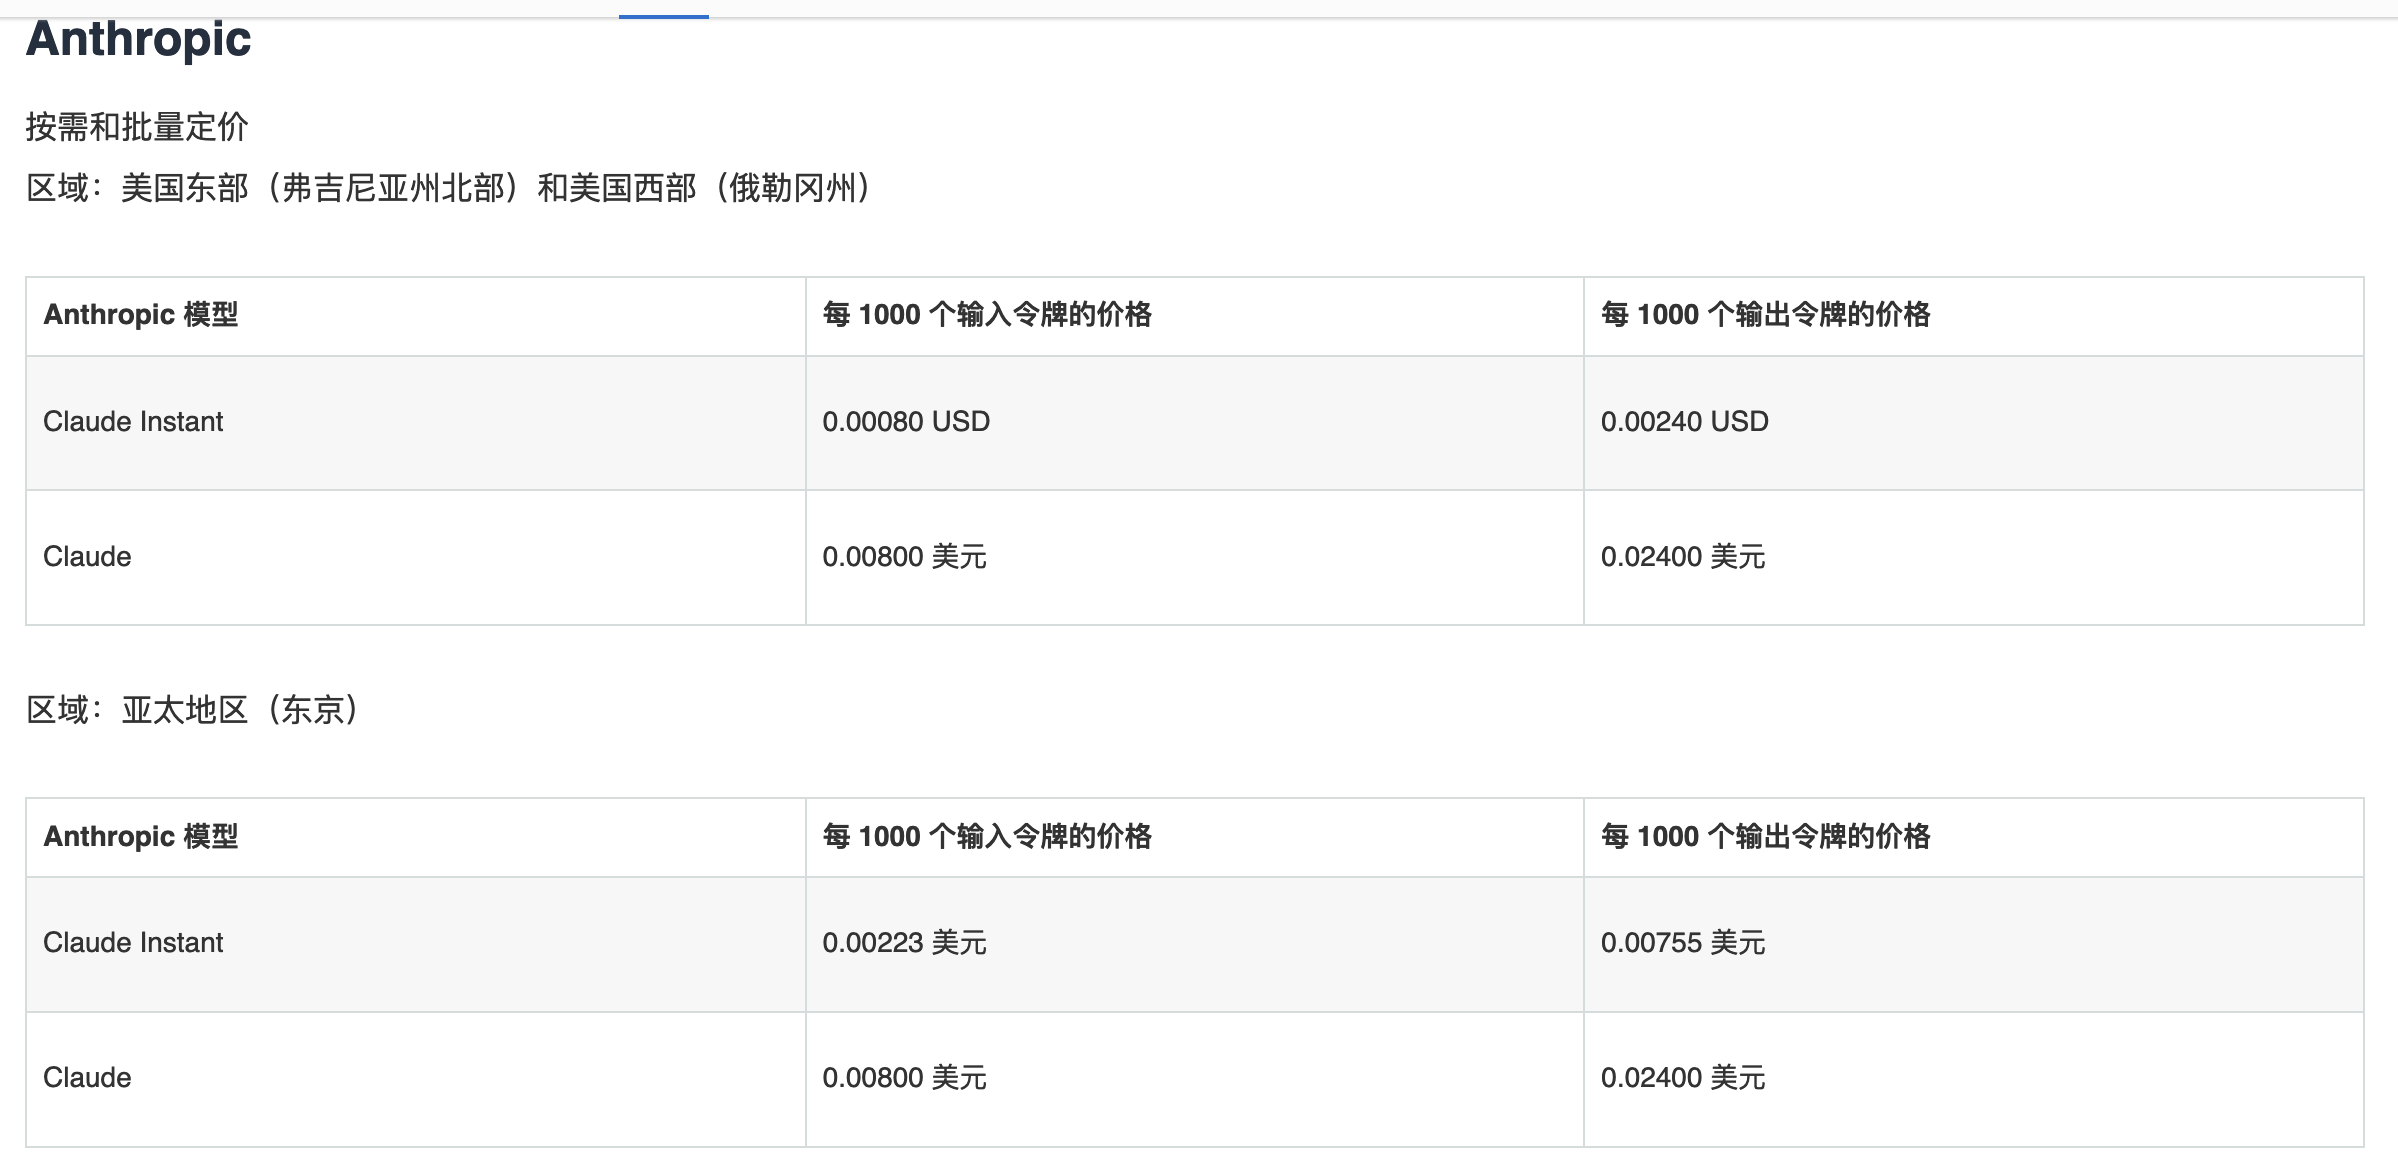 Anthropic
按需和批量定价
区域：美国东部（弗吉尼亚州北部）和美国西部（俄勒冈州）
Anthropic 模型 每 1000 个输入令牌的价格 每 1000 个输出令牌的价格
Claude Instant 0.00080 USD 0.00240 USD
Claude 0.00800 美元 0.02400 美元
区域：亚太地区（东京）
Anthropic 模型 每 1000 个输入令牌的价格 每 1000 个输出令牌的价格
Claude Instant 0.00223 美元 0.00755 美元
Claude 0.00800 美元 0.02400 美元